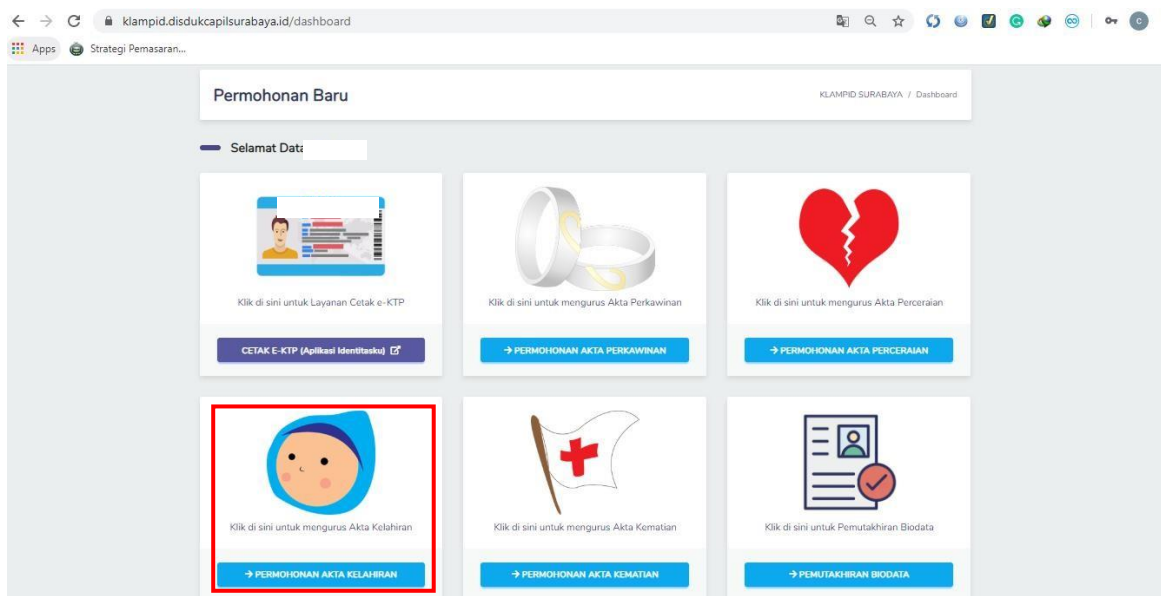 klampid.disdukcapilsurabaya.id/dashboard
Apps Strategi Pemasaran...
Permohonan Baru
KLAMPID SURABAYA / Dashboard
Selamat Data
Klik di sini untuk Layanan Cetak e-KTP
Klik di sini untuk mengurus Akta Perkawinan
Klik di sini untuk mengurus Akta Perceraian
CETAK E-KTP (Aplikasi Identitasku)
→ PERMOHONAN AKTA PERKAWINAN
→ PERMOHONAN AKTA PERCERAIAN
Klik di sini untuk mengurus Akta Kelahiran
Klik di sini untuk mengurus Akta Kematian
Klik di sini untuk Pemutakhiran Biodata
→ PERMOHONAN AKTA KELAHIRAN
→ PERMOHONAN AKTA KEMATIAN
→ PEMUTAKHIRAN BIODATA